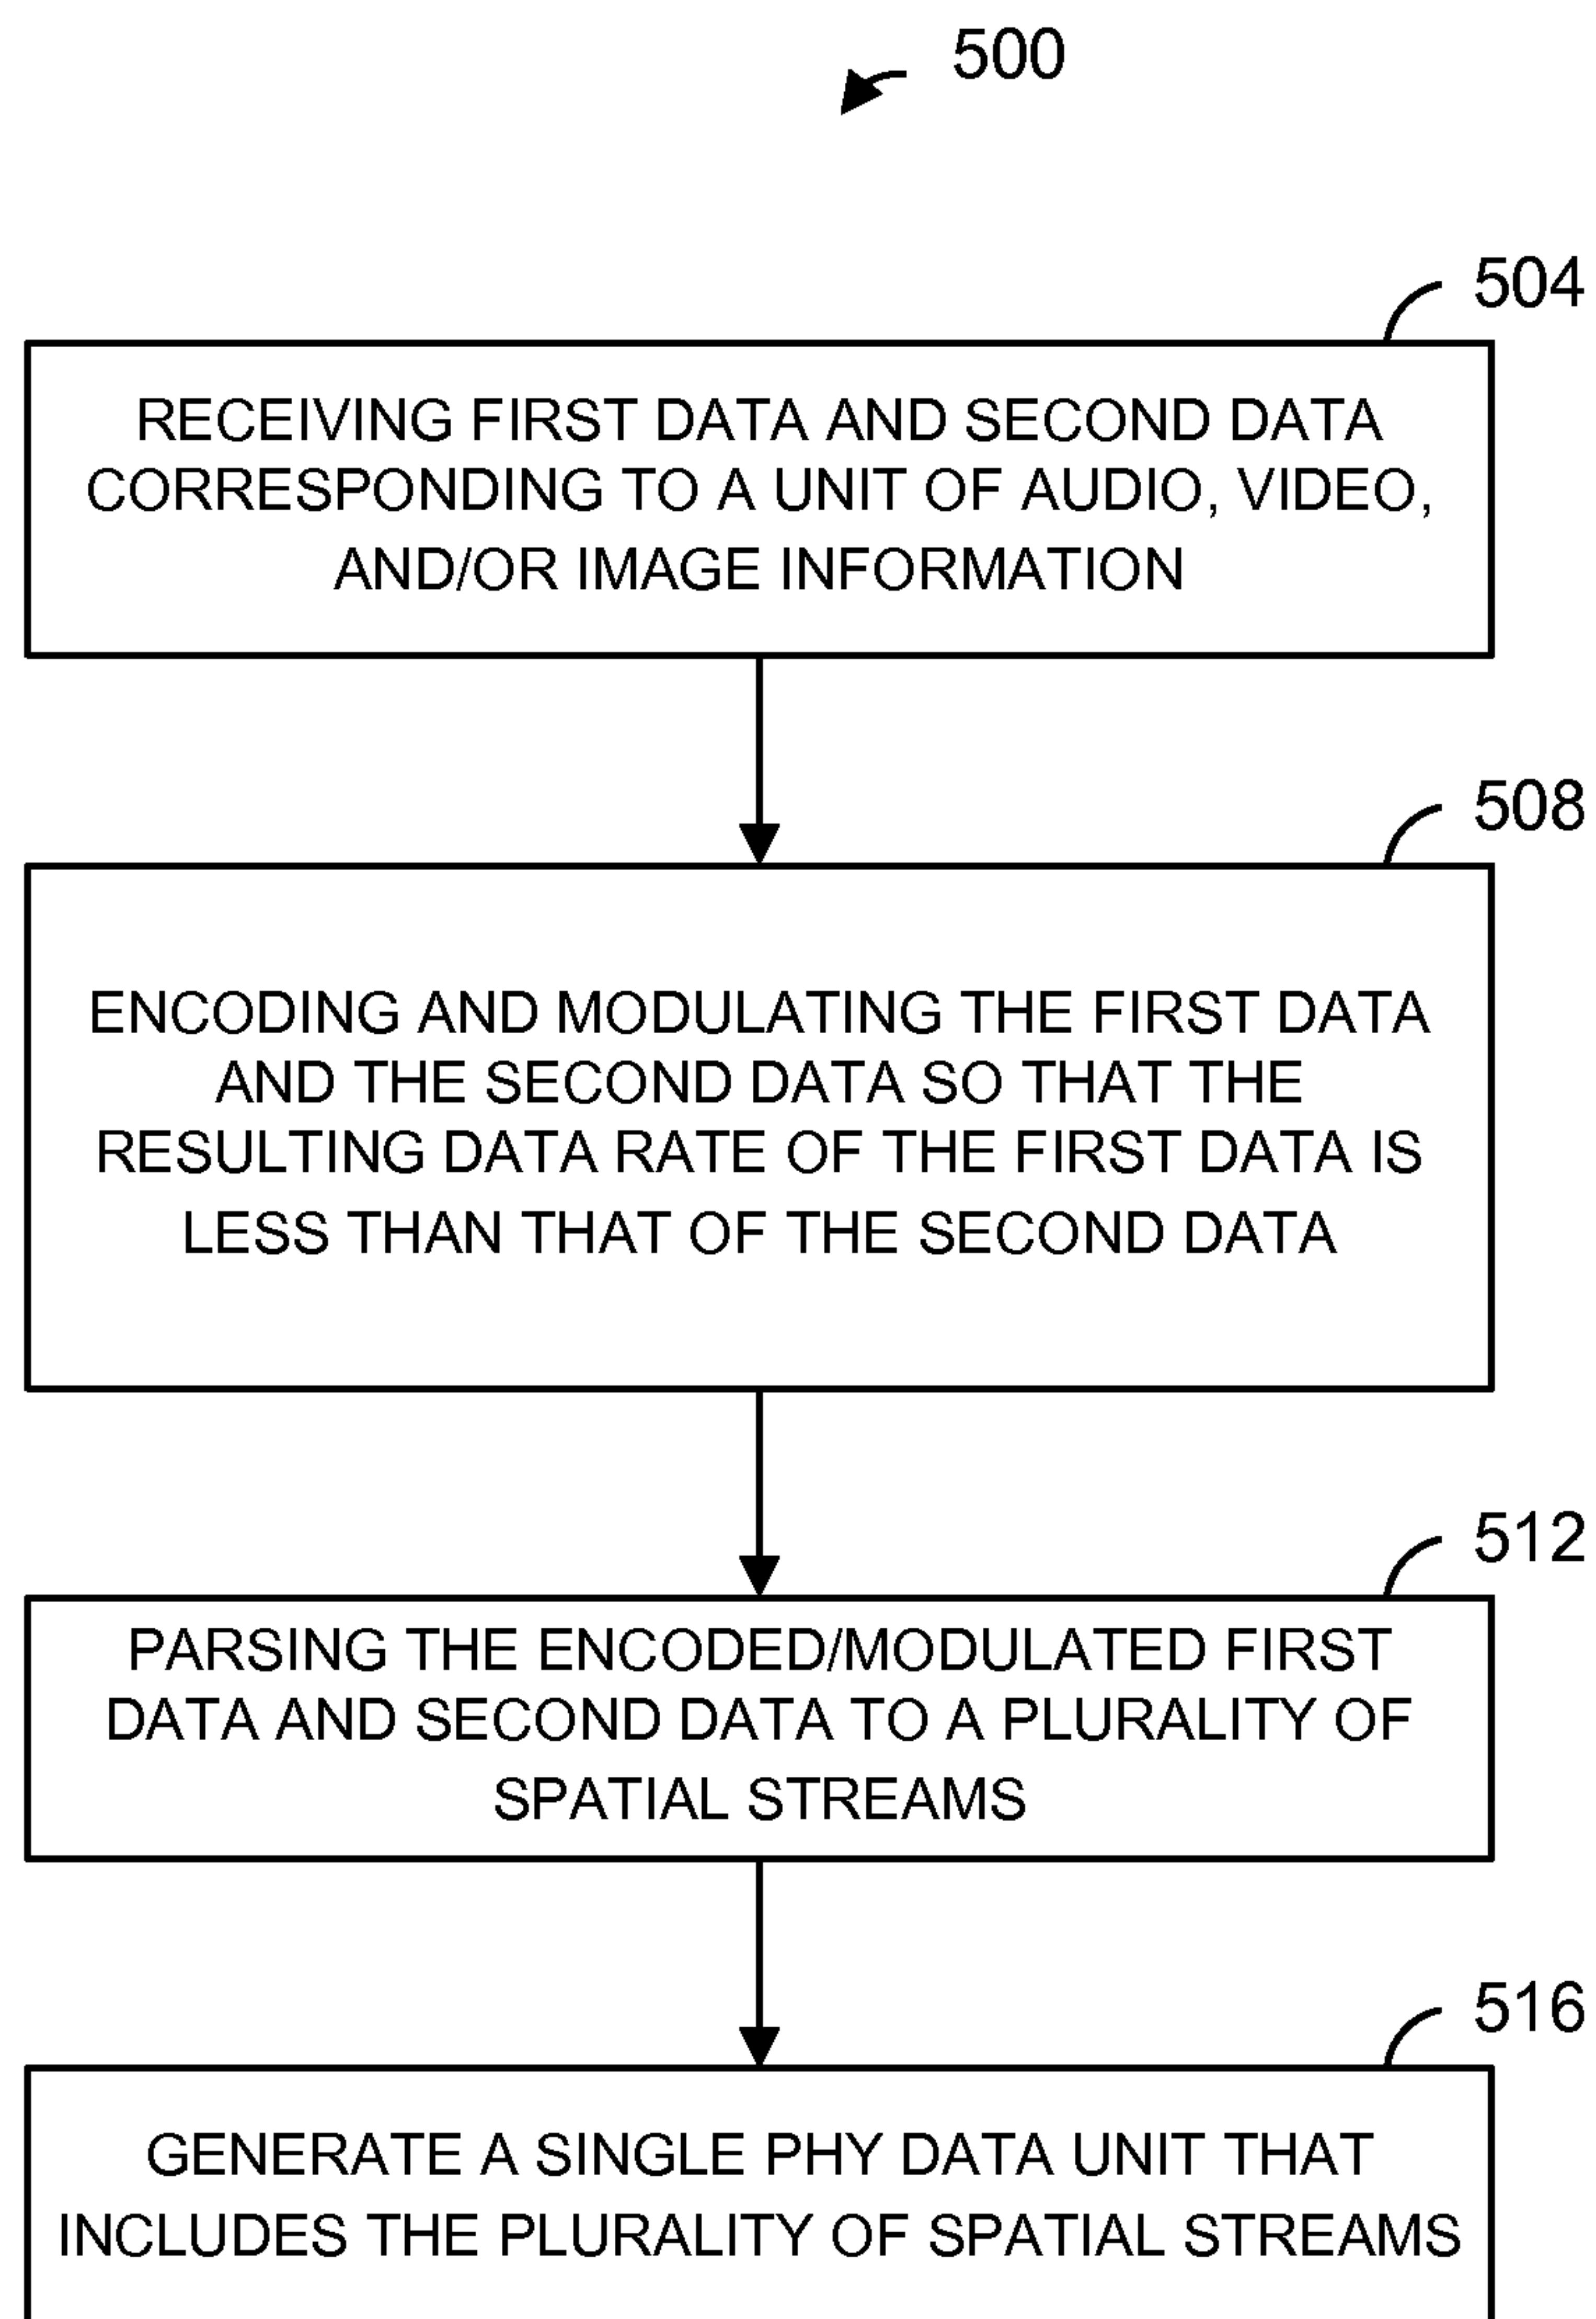 500
504
RECEIVING FIRST DATA AND SECOND DATA
CORRESPONDING TO A UNIT OF AUDIO, VIDEO,
AND/OR IMAGE INFORMATION
508
ENCODING AND MODULATING THE FIRST DATA
AND THE SECOND DATA SO THAT THE
RESULTING DATA RATE OF THE FIRST DATA IS
LESS THAN THAT OF THE SECOND DATA
512
PARSING THE ENCODED/MODULATED FIRST
DATA AND SECOND DATA TO A PLURALITY OF
SPATIAL STREAMS
516
GENERATE A SINGLE PHY DATA UNIT THAT
INCLUDES THE PLURALITY OF SPATIAL STREAMS